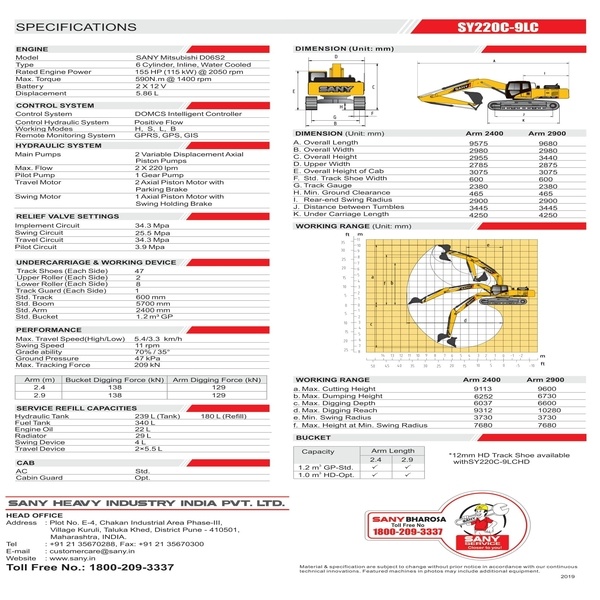 SPECIFICATIONS
SY220C-9LC
ENGINE
Model SANY Mitsubishi D06S2
Type 6 Cylinder, Inline, Water Cooled
Rated Engine Power 155 HP (115 kW) @ 2050 rpm
Max. Torque 590N.m @ 1400 rpm
Battery 2 X 12 V
Displacement 5.86 L
CONTROL SYSTEM
Control System DOMCS Intelligent Controller
Control Hydraulic System Positive Flow
Working Modes H, S, L, B
Remote Monitoring System GPRS, GPS, GIS
HYDRAULIC SYSTEM
Main Pumps 2 Variable Displacement Axial
Piston Pumps
Max. Flow 2 X 220 lpm
Pilot Pump 1 Gear Pump
Travel Motor 2 Axial Piston Motor with
Parking Brake
Swing Motor 1 Axial Piston Motor with
Swing Holding Brake
RELIEF VALVE SETTINGS
Implement Circuit 34.3 Mpa
Swing Circuit 25.5 Mpa
Travel Circuit 34.3 Mpa
Pilot Circuit 3.9 Mpa
UNDERCARRIAGE & WORKING DEVICE
Track Shoes (Each Side) 47
Upper Roller (Each Side) 2
Lower Roller (Each Side) 8
Track Guard (Each Side) 1
Std. Track 600 mm
Std. Boom 5700 mm
Std. Arm 2400 mm
Std. Bucket 1.2 m³ GP
PERFORMANCE
Max. Travel Speed(High/Low) 5.4/3.3 km/h
Swing Speed 11 rpm
Grade ability 70% / 35°
Ground Pressure 47 kPa
Max. Tracking Force 209 kN
Arm (m) Bucket Digging Force (kN) Arm Digging Force (kN)
2.4 138 129
2.9 138 129
SERVICE REFILL CAPACITIES
Hydraulic Tank 239 L (Tank) 180 L (Refill)
Fuel Tank 340 L
Engine Oil 22 L
Radiator 29 L
Swing Device 4 L
Travel Device 2×5.5 L
CAB
AC Std.
Cabin Guard Opt.
DIMENSION (Unit: mm)
SANY
DIMENSION (Unit: mm) Arm 2400 Arm 2900
A. Overall Length 9575 9680
B. Overall Width 2980 2980
C. Overall Height 2955 3440
D. Upper Width 2785 2875
E. Overall Height of Cab 3075 3075
F. Std. Track Shoe Width 600 600
G. Track Gauge 2380 2380
H. Min. Ground Clearance 465 465
I. Rear-end Swing Radius 2900 2900
J. Distance between Tumbles 3445 3445
K. Under Carriage Length 4250 4250
WORKING RANGE (Unit: mm)
WORKING RANGE Arm 2400 Arm 2900
a. Max. Cutting Height 9113 9600
b. Max. Dumping Height 6252 6730
c. Max. Digging Depth 6037 6600
d. Max. Digging Reach 9312 10280
e. Min. Swing Radius 3730 3730
f. Max. Height at Min. Swing Radius 7680 7680
BUCKET
Capacity Arm Length
2.4 2.9
1.2 m³ GP-Std. ✓ ✓
1.0 m³ HD-Opt. ✓ ✓
*12mm HD Track Shoe available
withSY220C-9LCHD
SANY HEAVY INDUSTRY INDIA PVT. LTD.
HEAD OFFICE
Address : Plot No. E-4, Chakan Industrial Area Phase-III,
Village Kuruli, Taluka Khed, District Pune - 410501,
Maharashtra, INDIA.
Tel : +91 21 35670288, Fax: +91 21 35670300
E-mail : customercare@sany.in
Website : www.sany.in
Toll Free No.: 1800-209-3337
SANY BHAROSA
Toll Free No
1800-209-3337
SANY
SERVICE
Closer to you!
Material & specification are subject to change without prior notice in accordance with our continuous
technical innovations. Featured machines in photos may include additional equipment.
2019